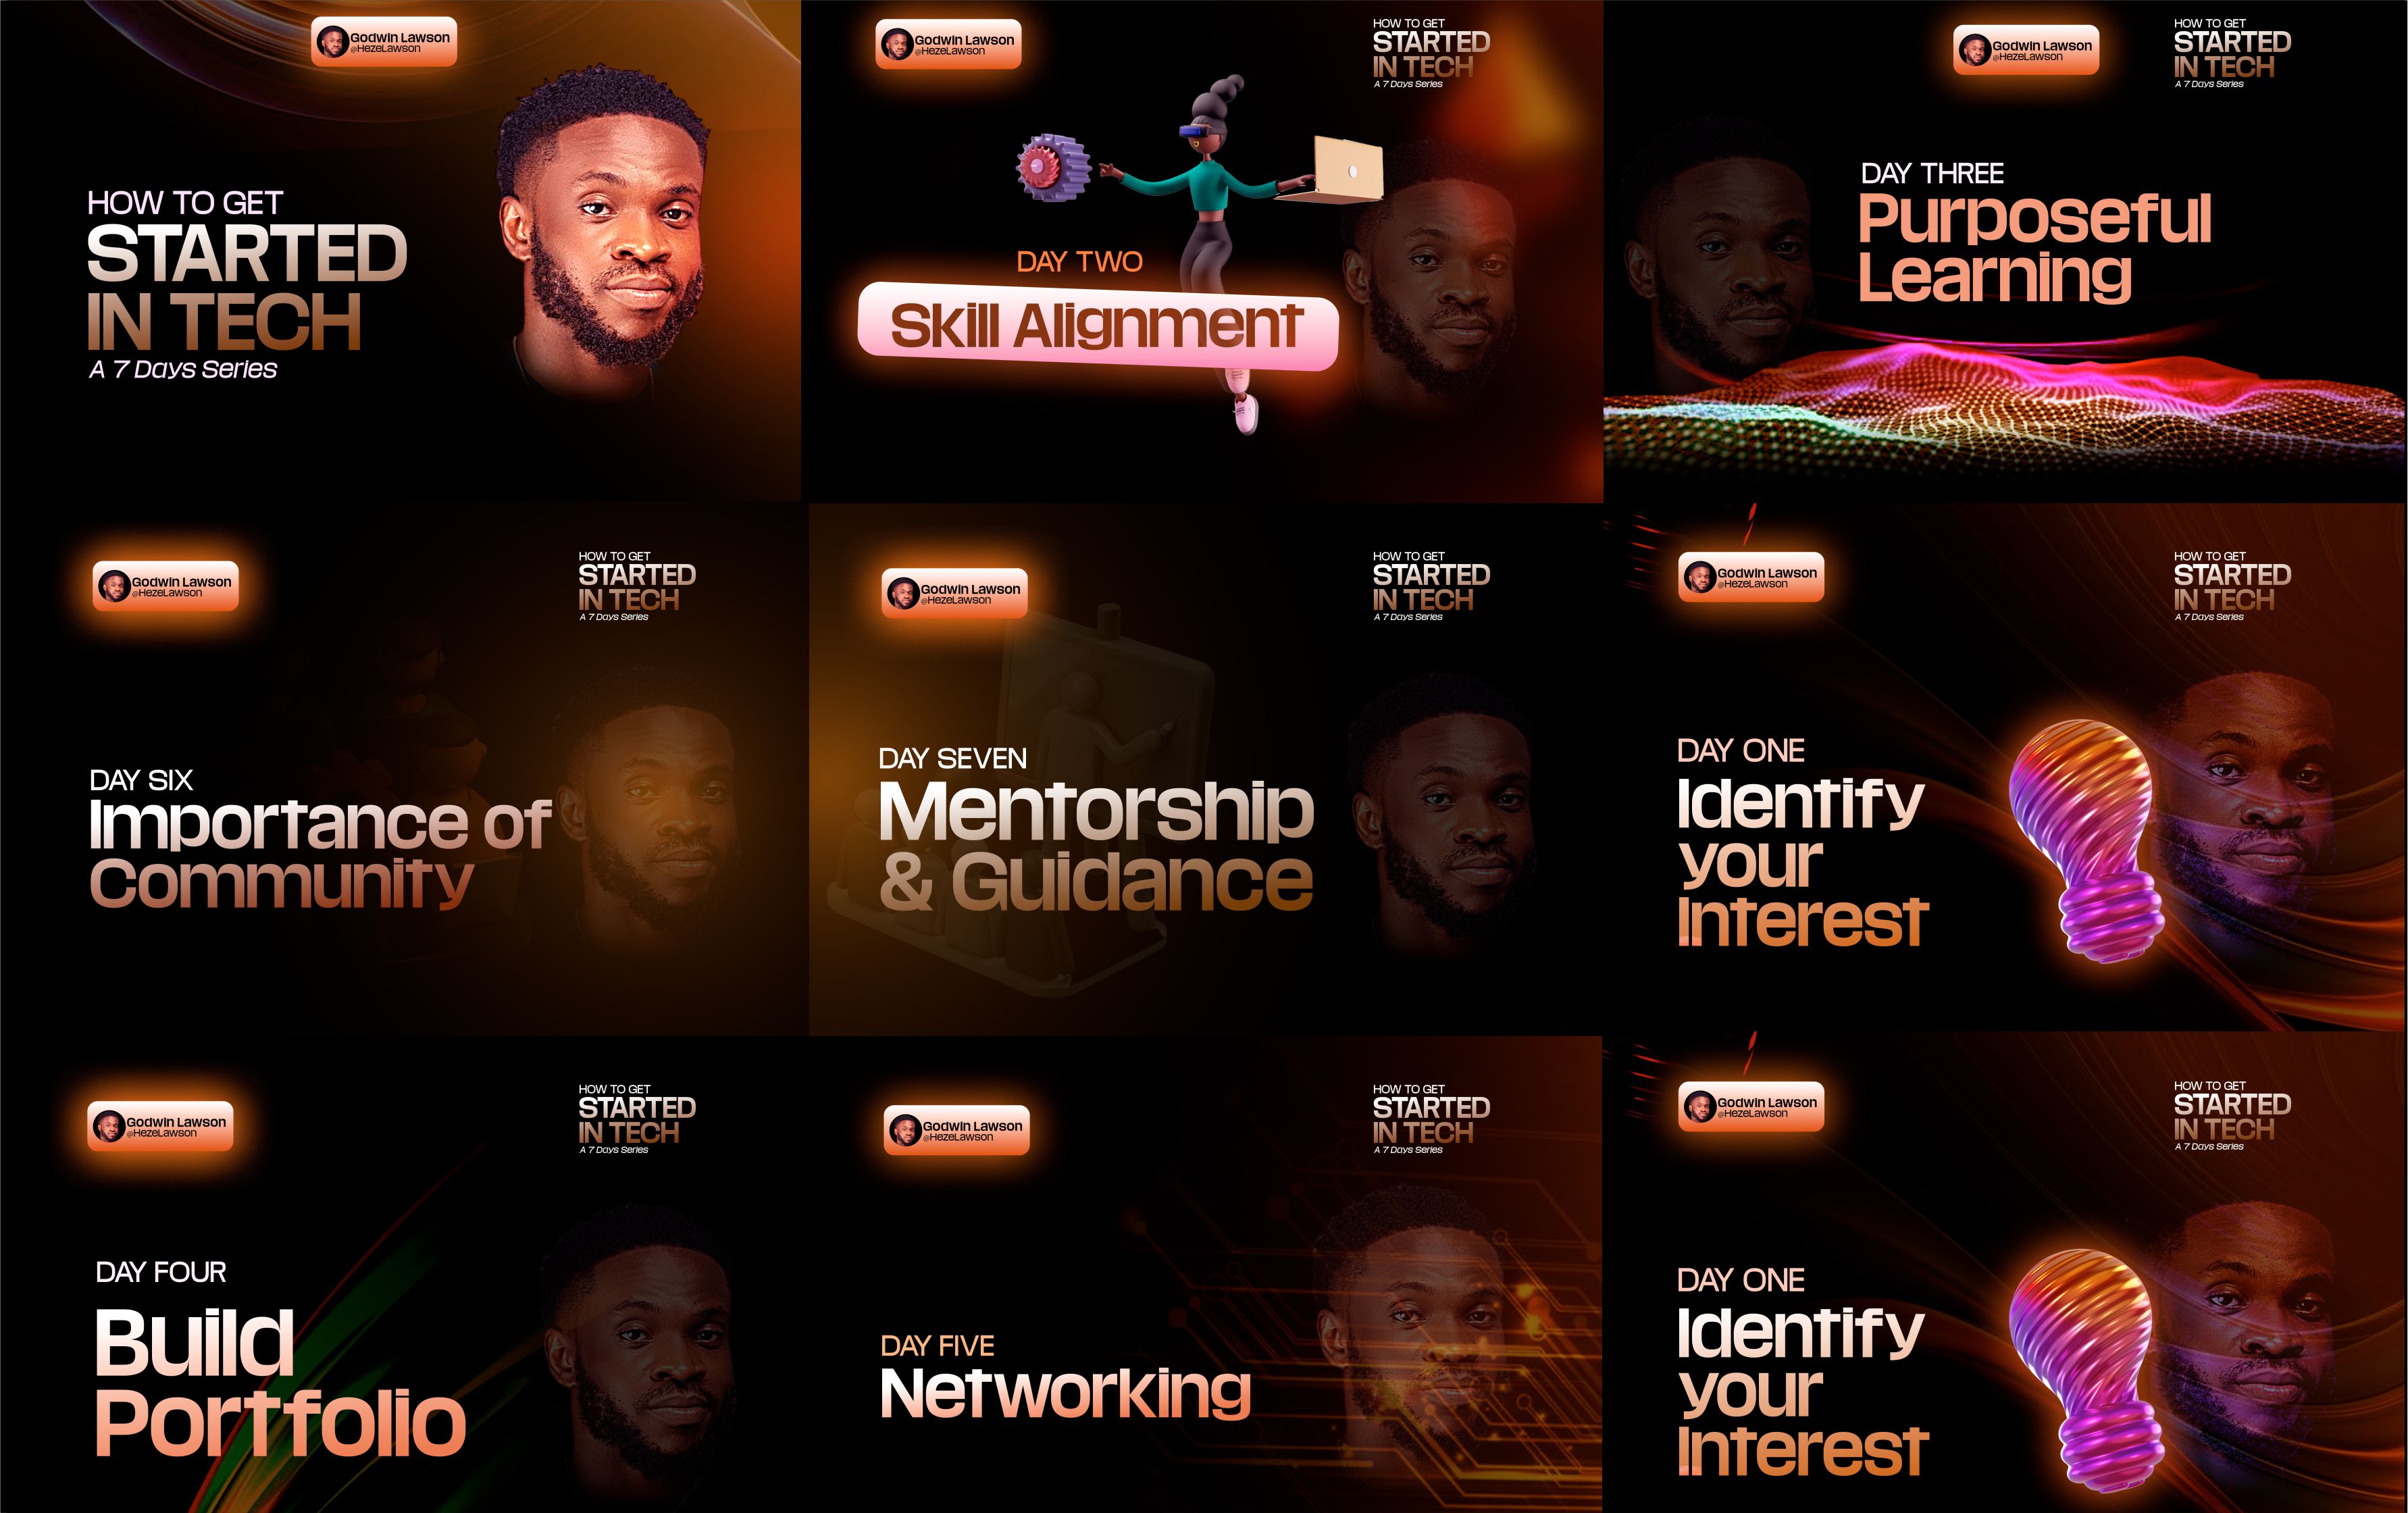 Godwin Lawson
@HezeLawson
HOW TO GET
STARTED
IN TECH
A 7 Days Series
Godwin Lawson
@HezeLawson
HOW TO GET
STARTED
IN TECH
A 7 Days Series
DAY TWO
Skill Alignment
Godwin Lawson
@HezeLawson
HOW TO GET
STARTED
IN TECH
A 7 Days Series
DAY THREE
Purposeful
Learning
Godwin Lawson
@HezeLawson
HOW TO GET
STARTED
IN TECH
A 7 Days Series
DAY SIX
Importance of
Community
Godwin Lawson
@HezeLawson
HOW TO GET
STARTED
IN TECH
A 7 Days Series
DAY SEVEN
Mentorship
& Guidance
Godwin Lawson
@HezeLawson
HOW TO GET
STARTED
IN TECH
A 7 Days Series
DAY ONE
Identify
your
Interest
Godwin Lawson
@HezeLawson
HOW TO GET
STARTED
IN TECH
A 7 Days Series
DAY FOUR
Build
Portfolio
Godwin Lawson
@HezeLawson
HOW TO GET
STARTED
IN TECH
A 7 Days Series
DAY FIVE
Networking
Godwin Lawson
@HezeLawson
HOW TO GET
STARTED
IN TECH
A 7 Days Series
DAY ONE
Identify
your
Interest